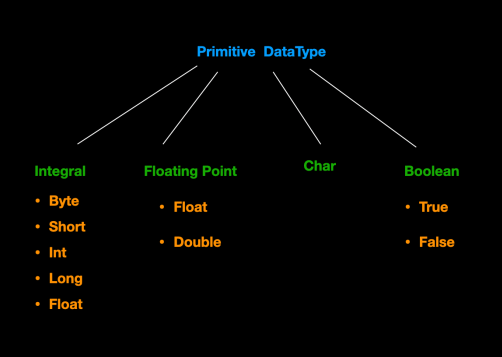 Primitive DataType
Integral
• Byte
• Short
• Int
• Long
• Float
Floating Point
• Float
• Double
Char
Boolean
• True
• False